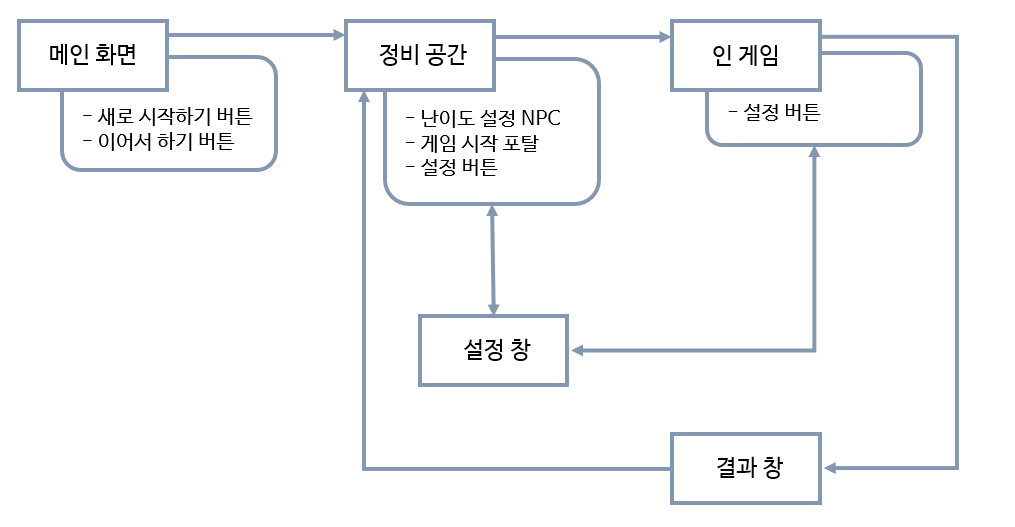 메인 화면
- 새로 시작하기 버튼
- 이어서 하기 버튼
정비 공간
- 난이도 설정 NPC
- 게임 시작 포탈
- 설정 버튼
인 게임
- 설정 버튼
설정 창
결과 창